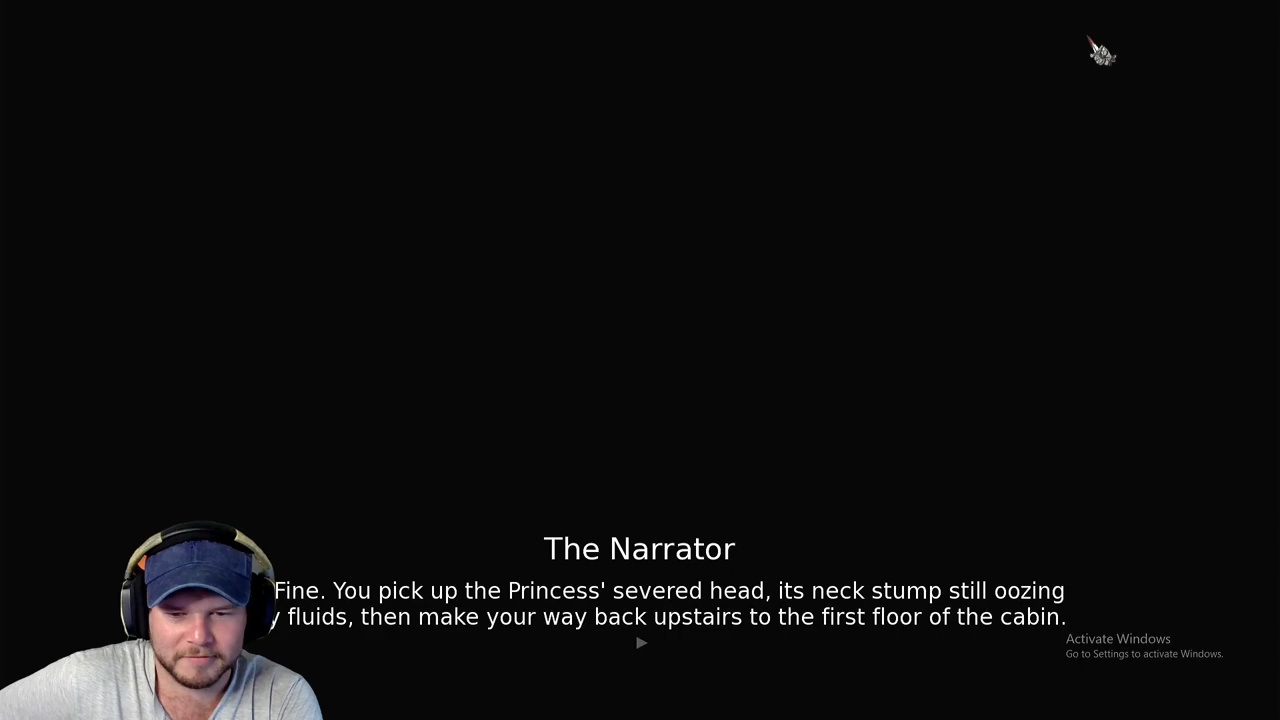 The Narrator
Fine. You pick up the Princess' severed head, its neck stump still oozing
fluids, then make your way back upstairs to the first floor of the cabin.
Activate Windows
Go to Settings to activate Windows.